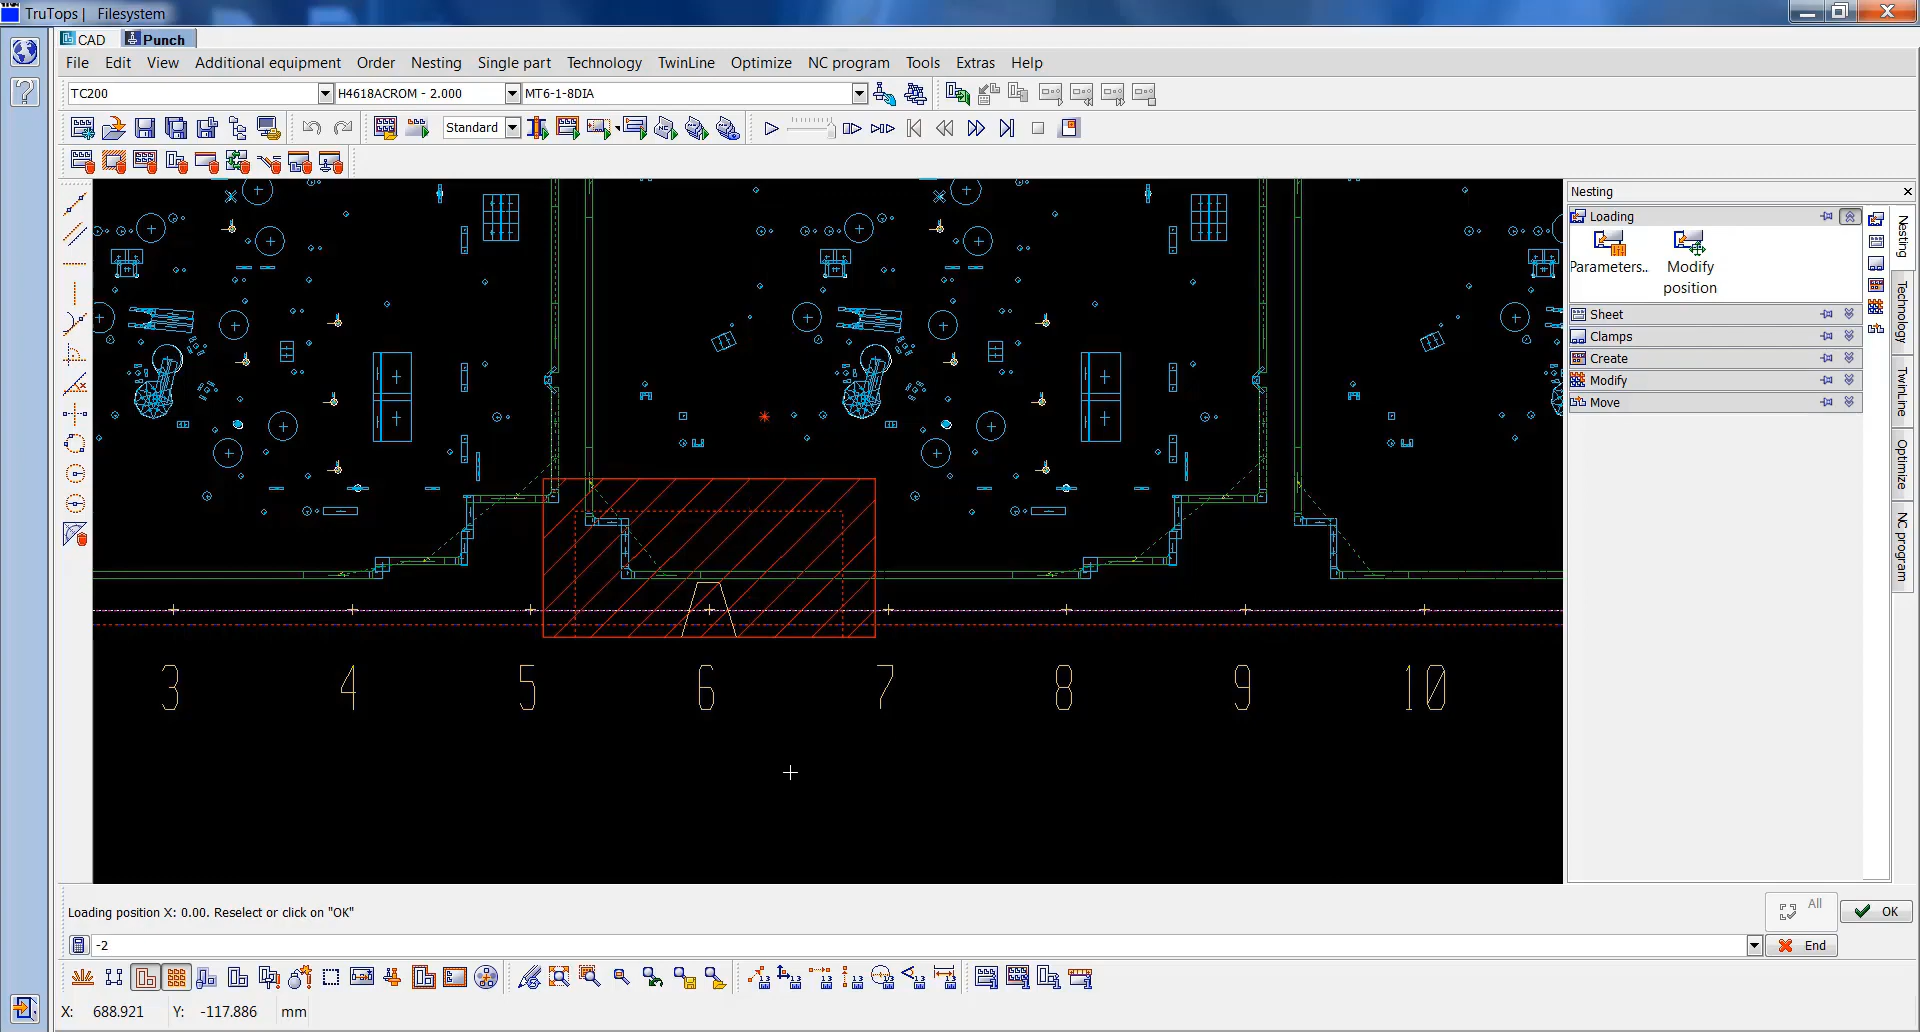 TruTops | Filesystem
CAD Punch
File Edit View Additional equipment Order Nesting Single part Technology TwinLine Optimize NC program Tools Extras Help
TC200 H4618ACROM - 2.000 MT6-1-8DIA
Standard
Nesting
Loading
Parameters...
Modify position
Sheet
Clamps
Create
Modify
Move
Nesting
Technology
TwinLine
Optimize
NC program
3 4 5 6 7 8 9 10
Loading position X: 0.00. Reselect or click on "OK"
All
OK
-2
End
X: 688.921 Y: -117.886 mm